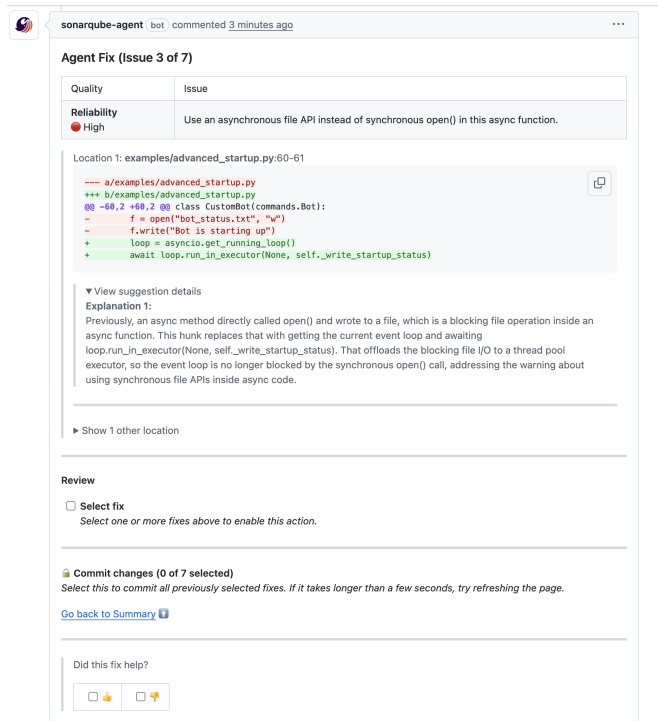 sonarqube-agent bot commented 3 minutes ago
Agent Fix (Issue 3 of 7)
Quality Issue
Reliability
High
Use an asynchronous file API instead of synchronous open() in this async function.
Location 1: examples/advanced_startup.py:60-61
--- a/examples/advanced_startup.py
+++ b/examples/advanced_startup.py
@@ -60,2 +60,2 @@ class CustomBot(commands.Bot):
-        f = open("bot_status.txt", "w")
-        f.write("Bot is starting up")
+        loop = asyncio.get_running_loop()
+        await loop.run_in_executor(None, self._write_startup_status)
▼View suggestion details
Explanation 1:
Previously, an async method directly called open() and wrote to a file, which is a blocking file operation inside an
async function. This hunk replaces that with getting the current event loop and awaiting
loop.run_in_executor(None, self._write_startup_status). That offloads the blocking file I/O to a thread pool
executor, so the event loop is no longer blocked by the synchronous open() call, addressing the warning about
using synchronous file APIs inside async code.
▶ Show 1 other location
Review
Select fix
Select one or more fixes above to enable this action.
Commit changes (0 of 7 selected)
Select this to commit all previously selected fixes. If it takes longer than a few seconds, try refreshing the page.
Go back to Summary
Did this fix help?